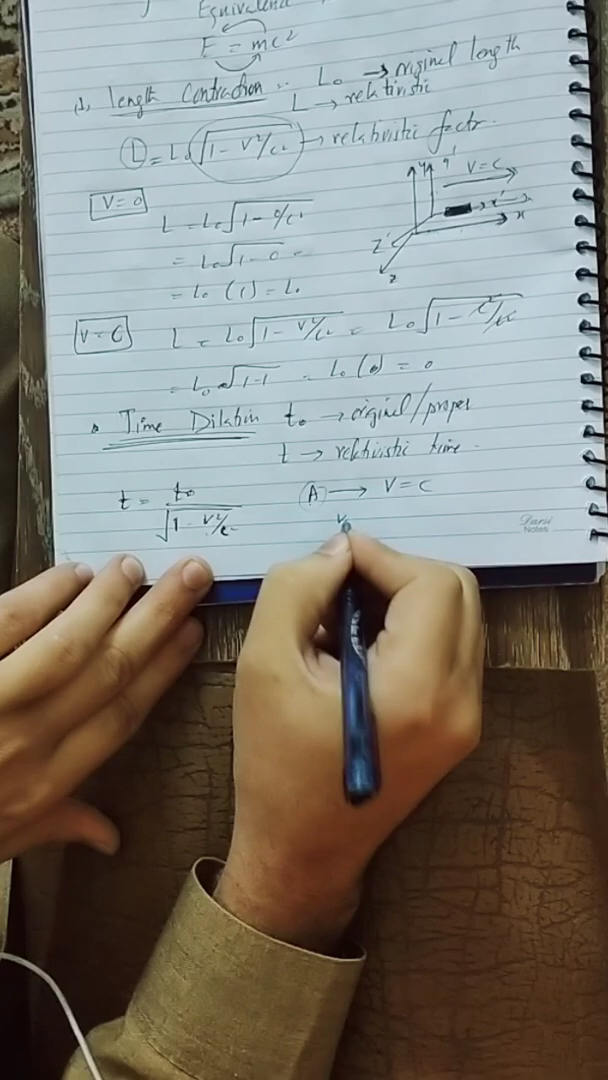 Equivalence
E = mc²
(1) length Contraction :- L₀ → original length
L → relativistic
L = L₀√1 - V²/c² → relativistic factor
y y' V = C
x' x
z' z
V = 0
L = L₀√1 - 0/c²
= L₀√1 - 0 =
= L₀ (1) = L₀
V = C L = L₀√1 - V²/c² = L₀√1 - c²/c²
= L₀√1-1 = L₀ (0) = 0
Time Dilation t₀ → original/proper
t → relativistic time
t = t₀ / √1 - V²/c²
A → V = C
V
Darsi
Notes